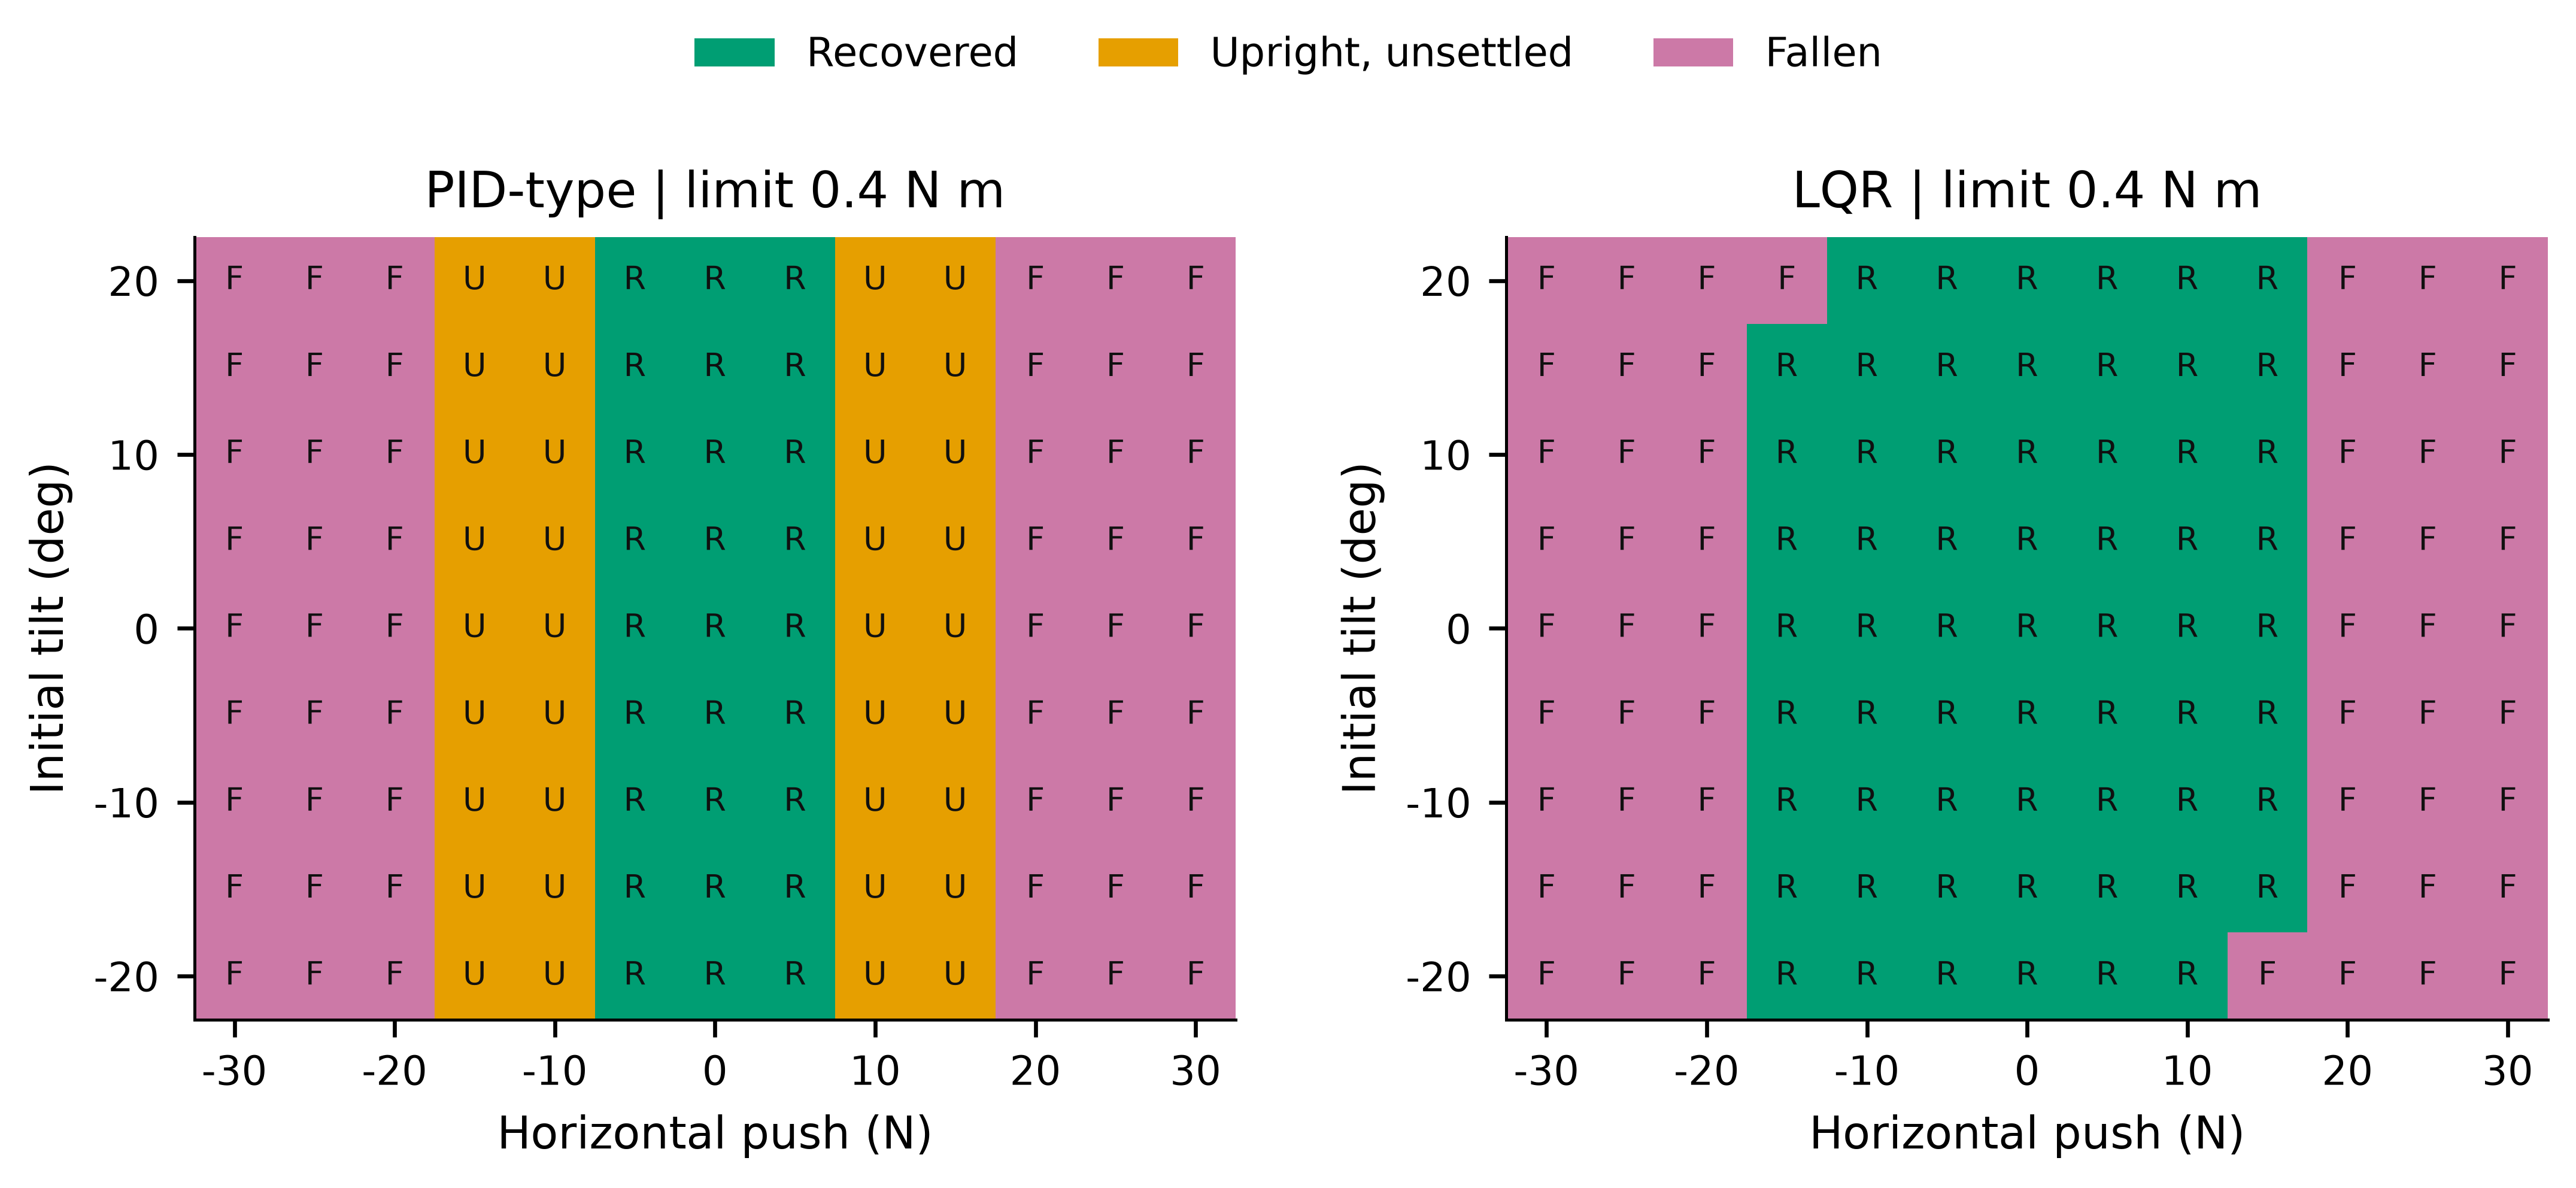 Recovered Upright, unsettled Fallen
PID-type | limit 0.4 N m
Initial tilt (deg)
20 F F F U U R R R U U F F F
F F F U U R R R U U F F F
10 F F F U U R R R U U F F F
F F F U U R R R U U F F F
0 F F F U U R R R U U F F F
F F F U U R R R U U F F F
-10 F F F U U R R R U U F F F
F F F U U R R R U U F F F
-20 F F F U U R R R U U F F F
-30 -20 -10 0 10 20 30
Horizontal push (N)
LQR | limit 0.4 N m
Initial tilt (deg)
20 F F F F R R R R R R F F F
F F F R R R R R R R F F F
10 F F F R R R R R R R F F F
F F F R R R R R R R F F F
0 F F F R R R R R R R F F F
F F F R R R R R R R F F F
-10 F F F R R R R R R R F F F
F F F R R R R R R R F F F
-20 F F F R R R R R R F F F F
-30 -20 -10 0 10 20 30
Horizontal push (N)